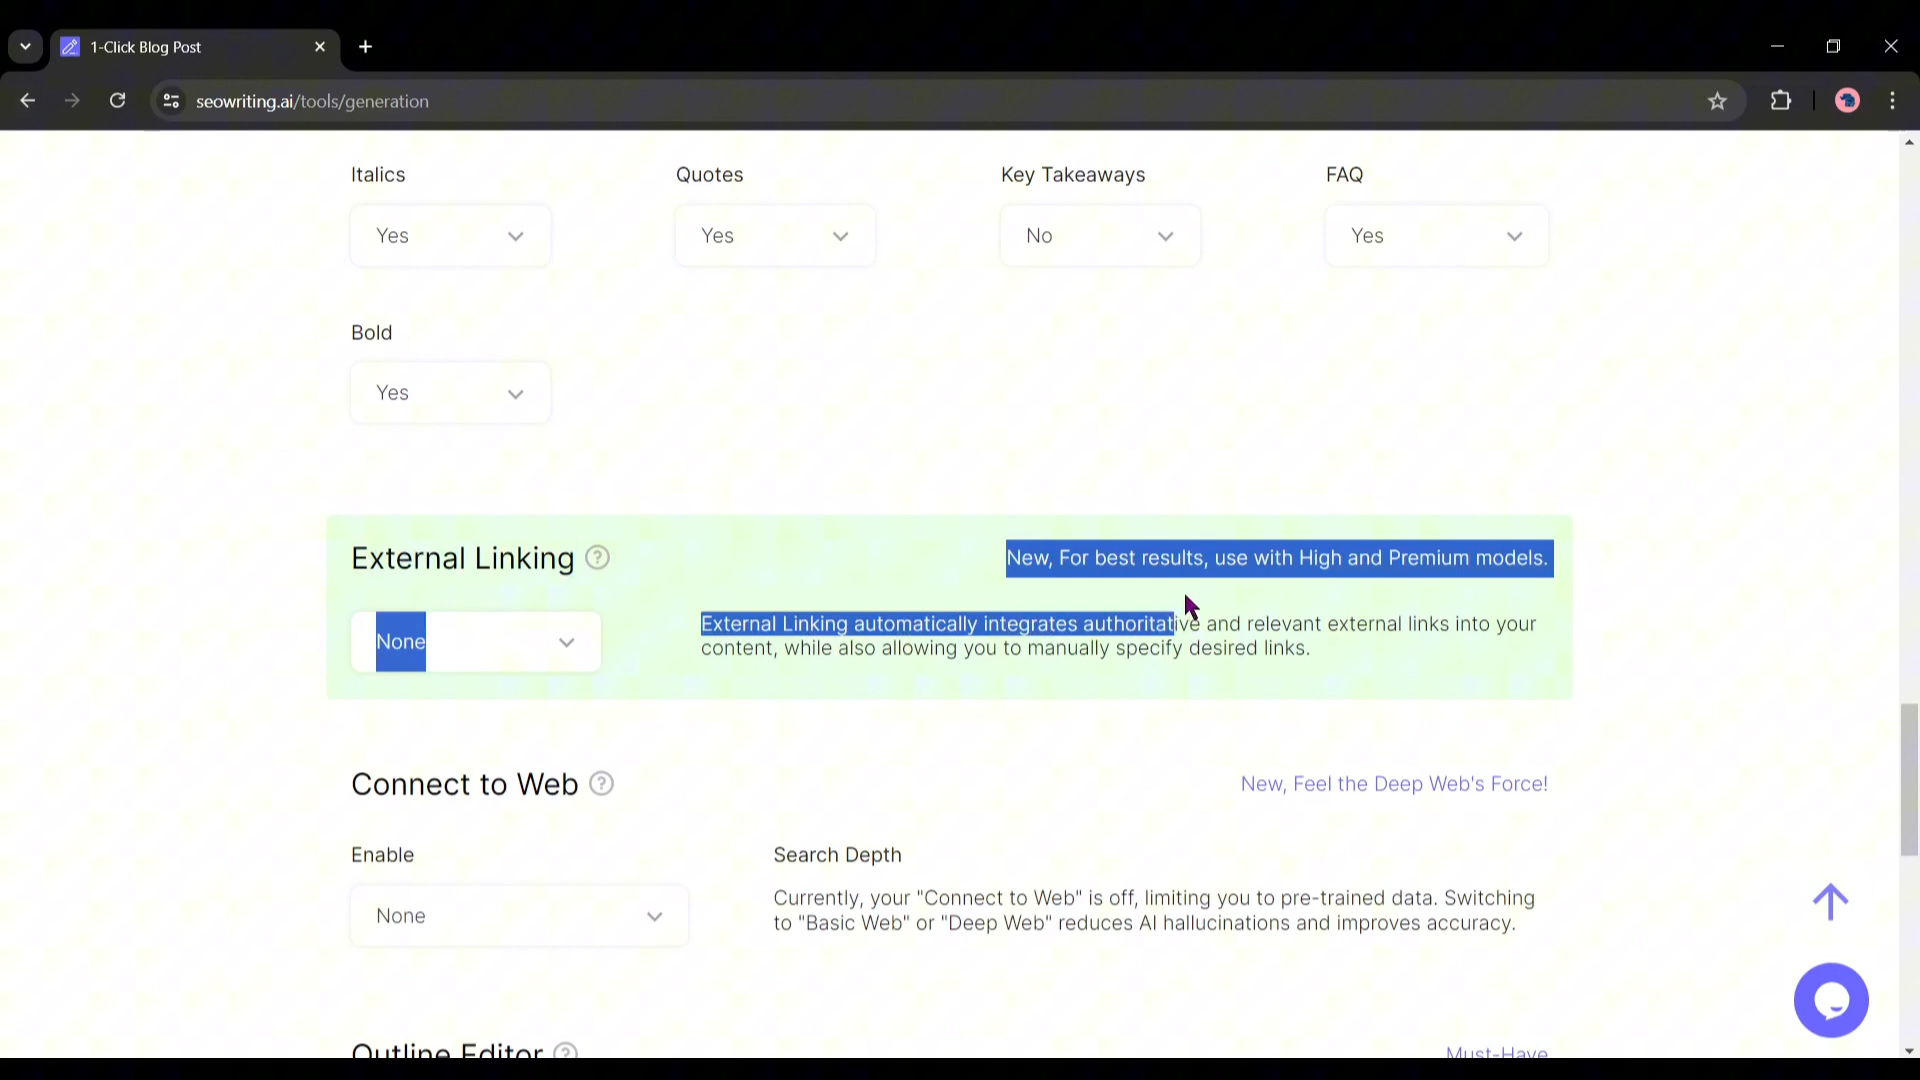 1-Click Blog Post
seowriting.ai/tools/generation
Italics
Quotes
Key Takeaways
FAQ
Yes
Yes
No
Yes
Bold
Yes
External Linking ?
New, For best results, use with High and Premium models.
None
External Linking automatically integrates authoritative and relevant external links into your
content, while also allowing you to manually specify desired links.
Connect to Web ?
New, Feel the Deep Web's Force!
Enable
Search Depth
None
Currently, your "Connect to Web" is off, limiting you to pre-trained data. Switching
to "Basic Web" or "Deep Web" reduces AI hallucinations and improves accuracy.
Outline Editor ?
Must-Have